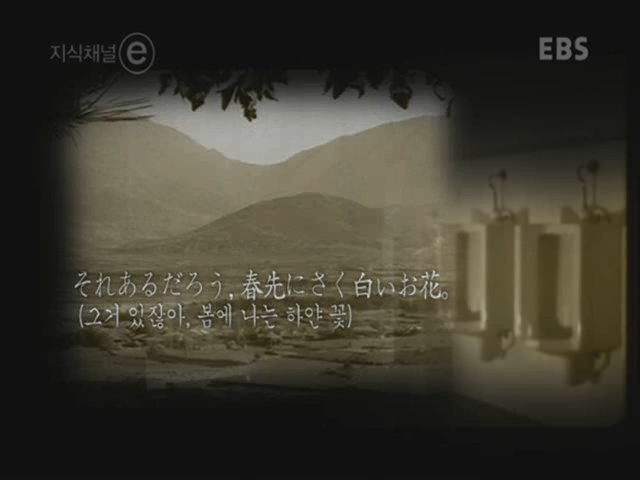 지식채널 e
EBS
それあるだろう, 春先にさく白いお花。
(그거 있잖아, 봄에 나는 하얀 꽃)